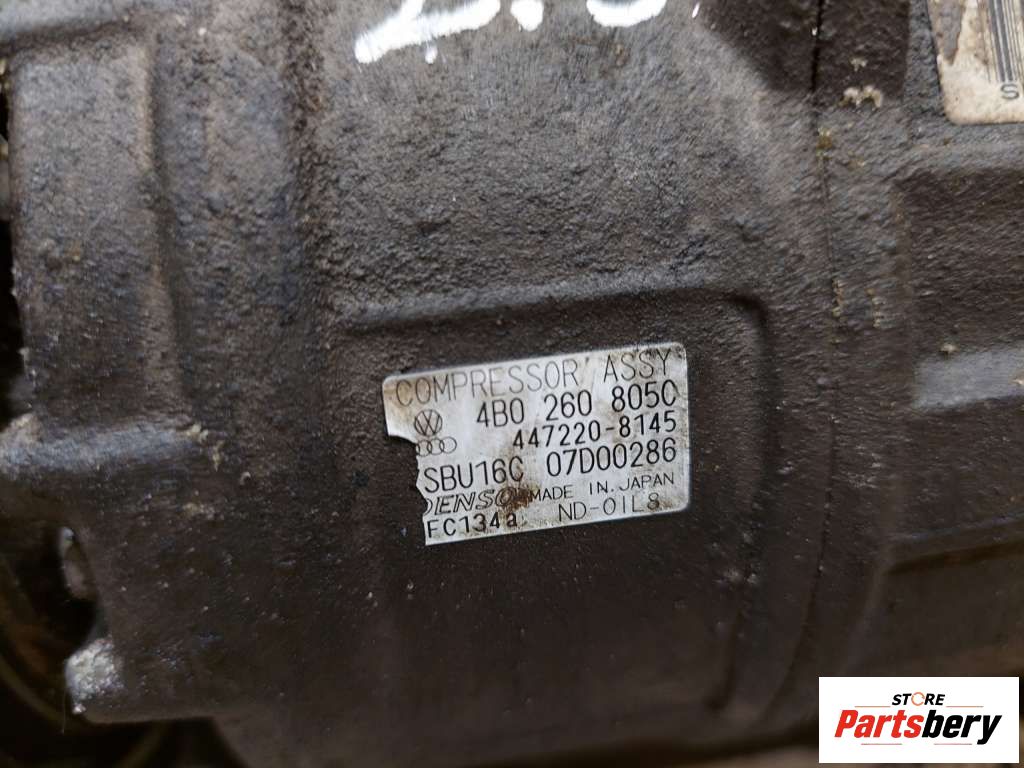 COMPRESSOR ASSY
4B0 260 805C
447220-8145
SBU16C 07D00286
DENSO MADE IN JAPAN
FC134a ND-OIL8
S
STORE
Partsbery